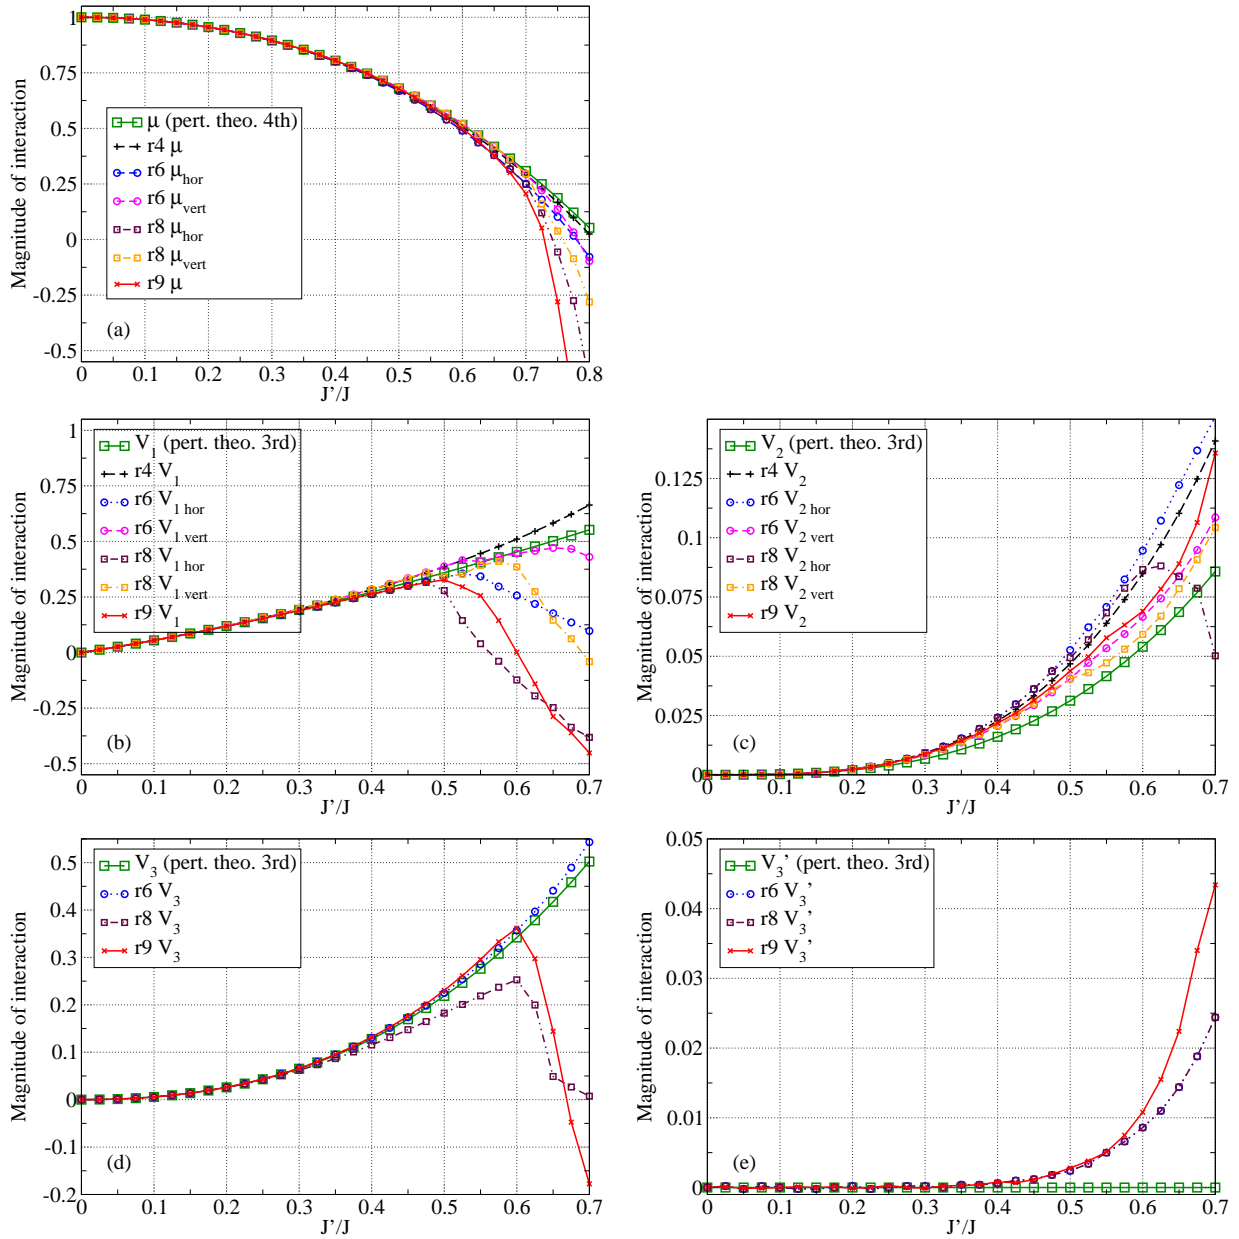 1
0.75
0.5
0.25
0
-0.25
-0.5
Magnitude of interaction
μ (pert. theo. 4th)
r4 μ
r6 μhor
r6 μvert
r8 μhor
r8 μvert
r9 μ
(a)
0 0.1 0.2 0.3 0.4 0.5 0.6 0.7 0.8
J'/J
1
0.75
0.5
0.25
0
-0.25
-0.5
Magnitude of interaction
V1 (pert. theo. 3rd)
r4 V1
r6 V1 hor
r6 V1 vert
r8 V1 hor
r8 V1 vert
r9 V1
(b)
0 0.1 0.2 0.3 0.4 0.5 0.6 0.7
J'/J
0.125
0.1
0.075
0.05
0.025
0
Magnitude of interaction
V2 (pert. theo. 3rd)
r4 V2
r6 V2 hor
r6 V2 vert
r8 V2 hor
r8 V2 vert
r9 V2
(c)
0 0.1 0.2 0.3 0.4 0.5 0.6 0.7
J'/J
0.5
0.4
0.3
0.2
0.1
0
-0.1
-0.2
Magnitude of interaction
V3 (pert. theo. 3rd)
r6 V3
r8 V3
r9 V3
(d)
0 0.1 0.2 0.3 0.4 0.5 0.6 0.7
J'/J
0.05
0.04
0.03
0.02
0.01
0
Magnitude of interaction
V3' (pert. theo. 3rd)
r6 V3'
r8 V3'
r9 V3'
(e)
0 0.1 0.2 0.3 0.4 0.5 0.6 0.7
J'/J